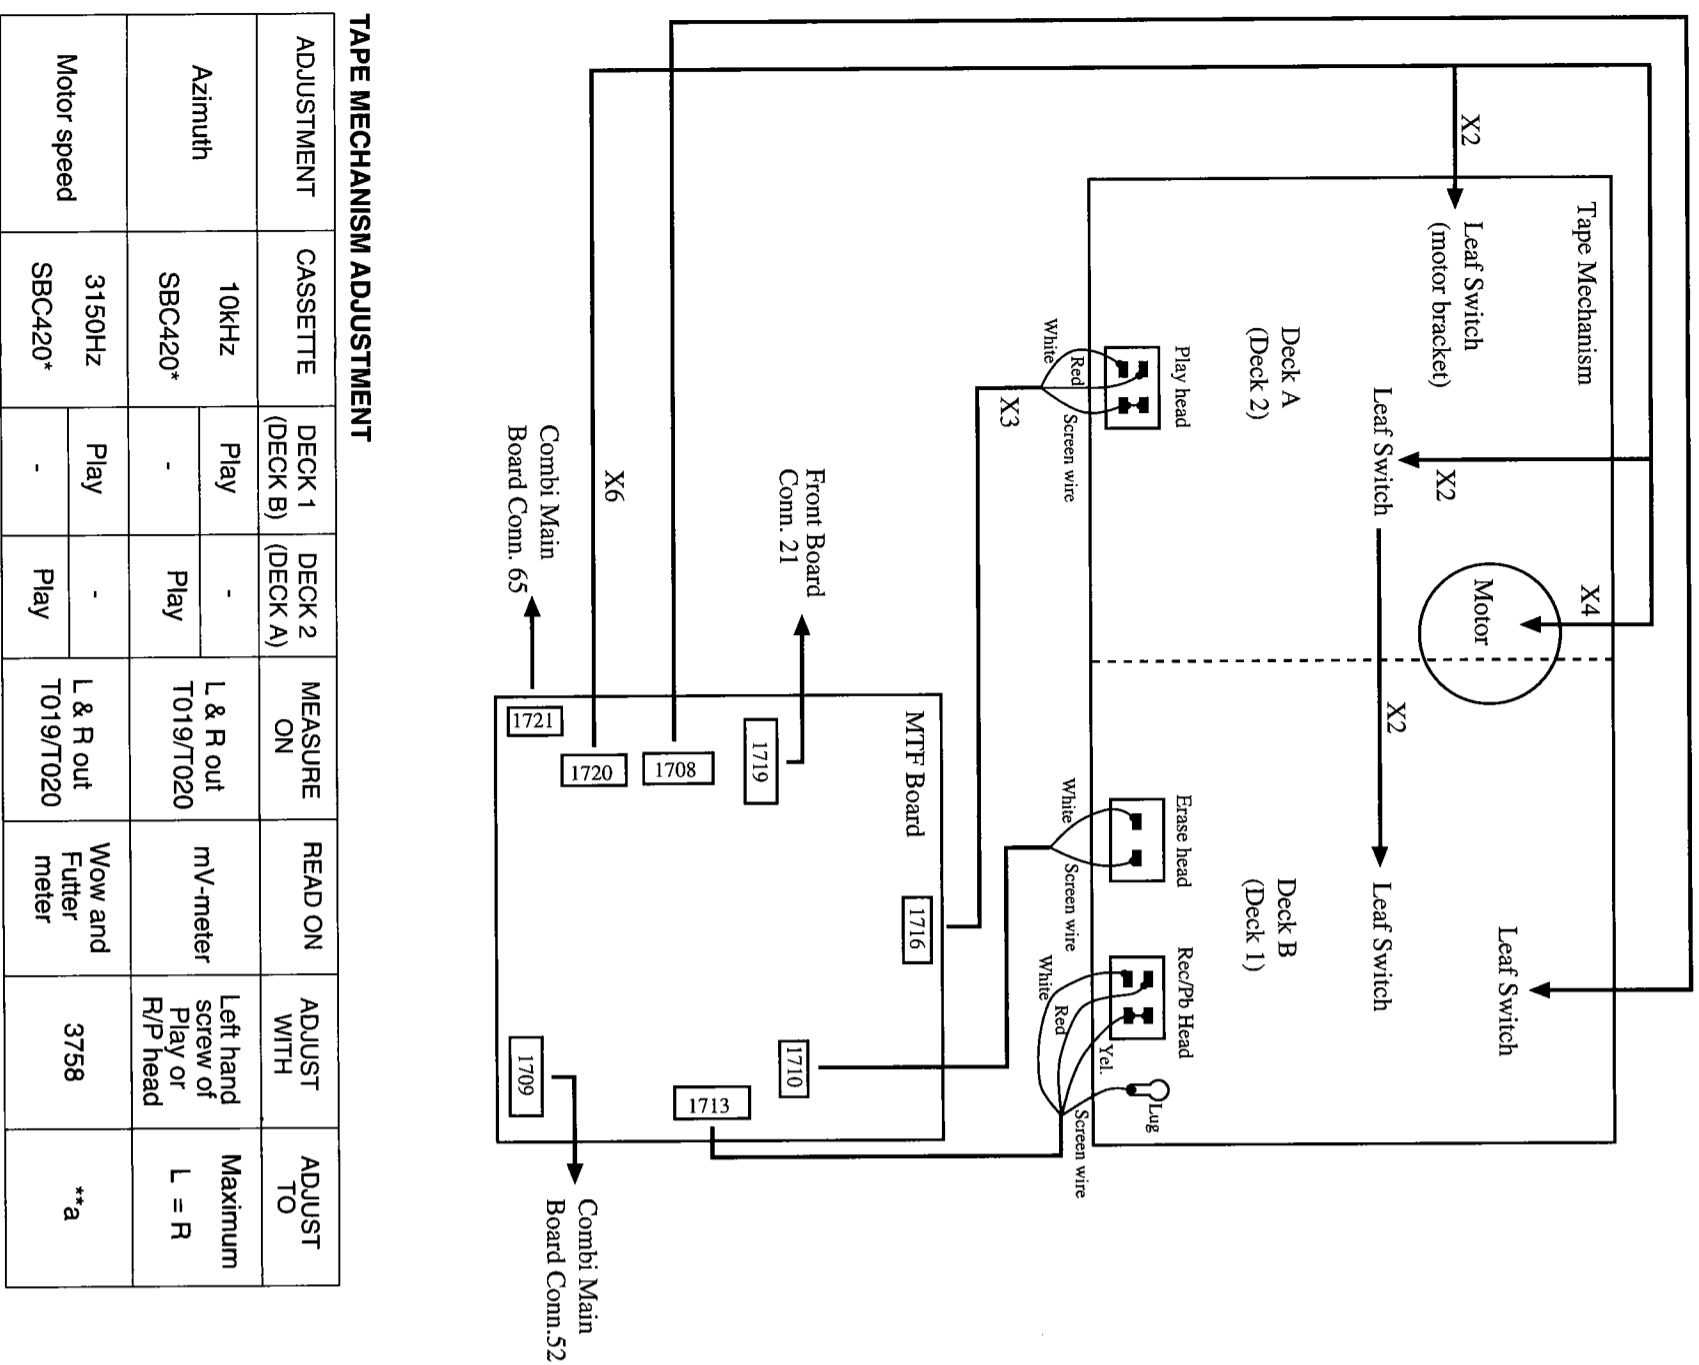 Tape Mechanism
X2
Leaf Switch
(motor bracket)
X4
Motor
Leaf Switch
X2
Leaf Switch
X2
Leaf Switch
Deck A
(Deck 2)
Deck B
(Deck 1)
Play head
Erase head
Rec/Pb Head
White
Red
Screen wire
White
Screen wire
White
Red
Yel.
Lug
Screen wire
X3
MTF Board
1716
Front Board
Conn. 21
1719
1710
1708
1713
X6
1720
1721
1709
Combi Main
Board Conn. 65
Combi Main
Board Conn.52
TAPE MECHANISM ADJUSTMENT
ADJUSTMENT
CASSETTE
DECK 1
(DECK B)
DECK 2
(DECK A)
MEASURE
ON
READ ON
ADJUST
WITH
ADJUST
TO
Azimuth
10kHz
SBC420*
Play
-
-
Play
L & R out
T019/T020
mV-meter
Left hand
screw of
Play or
R/P head
Maximum
L = R
Motor speed
3150Hz
SBC420*
Play
-
-
Play
L & R out
T019/T020
Wow and
Futter
meter
3758
**a